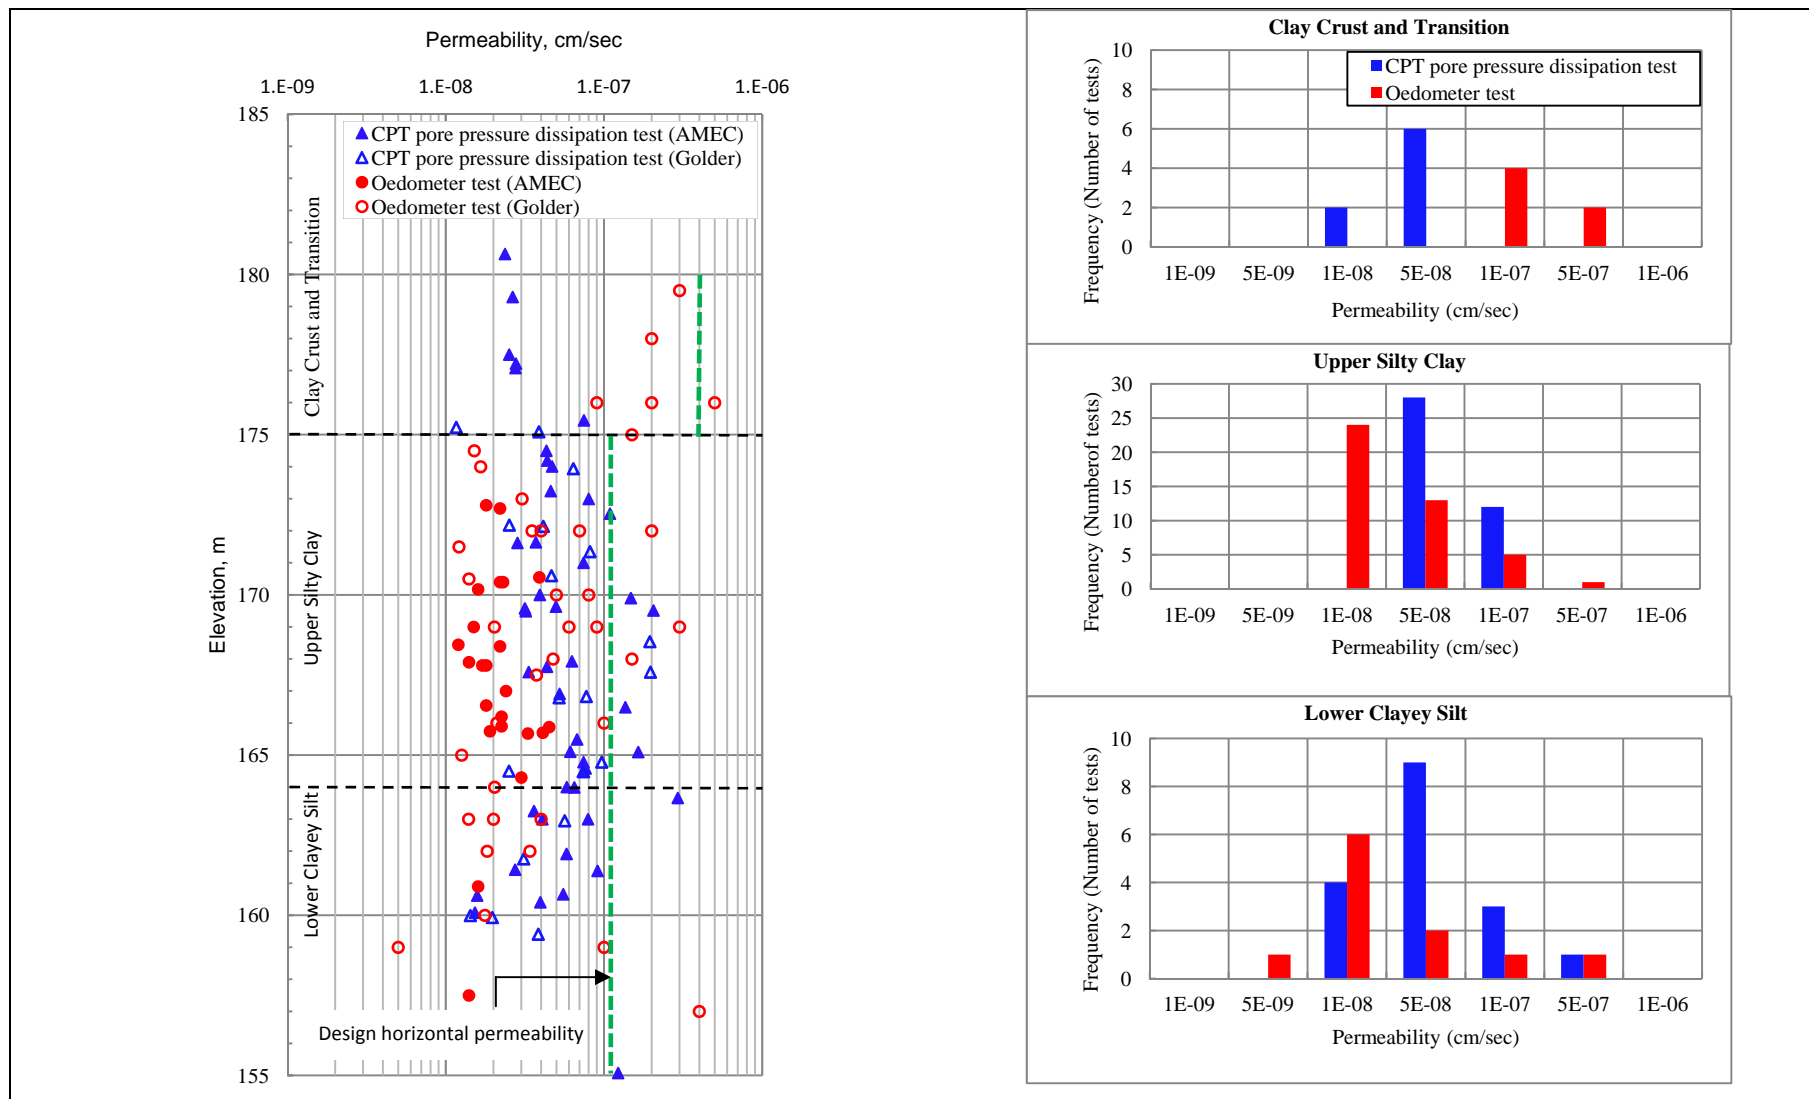 Permeability, cm/sec
1.E-09 1.E-08 1.E-07 1.E-06
185
CPT pore pressure dissipation test (AMEC)
CPT pore pressure dissipation test (Golder)
Oedometer test (AMEC)
Oedometer test (Golder)
180
175
170
165
160
155
Elevation, m
Clay Crust and Transition
Upper Silty Clay
Lower Clayey Silt
Design horizontal permeability
Clay Crust and Transition
CPT pore pressure dissipation test
Oedometer test
10
8
6
4
2
0
Frequency (Number of tests)
1E-09 5E-09 1E-08 5E-08 1E-07 5E-07 1E-06
Permeability (cm/sec)
Upper Silty Clay
30
25
20
15
10
5
0
Frequency (Numberof tests)
1E-09 5E-09 1E-08 5E-08 1E-07 5E-07 1E-06
Permeability (cm/sec)
Lower Clayey Silt
10
8
6
4
2
0
Frequency (Number of tests)
1E-09 5E-09 1E-08 5E-08 1E-07 5E-07 1E-06
Permeability (cm/sec)